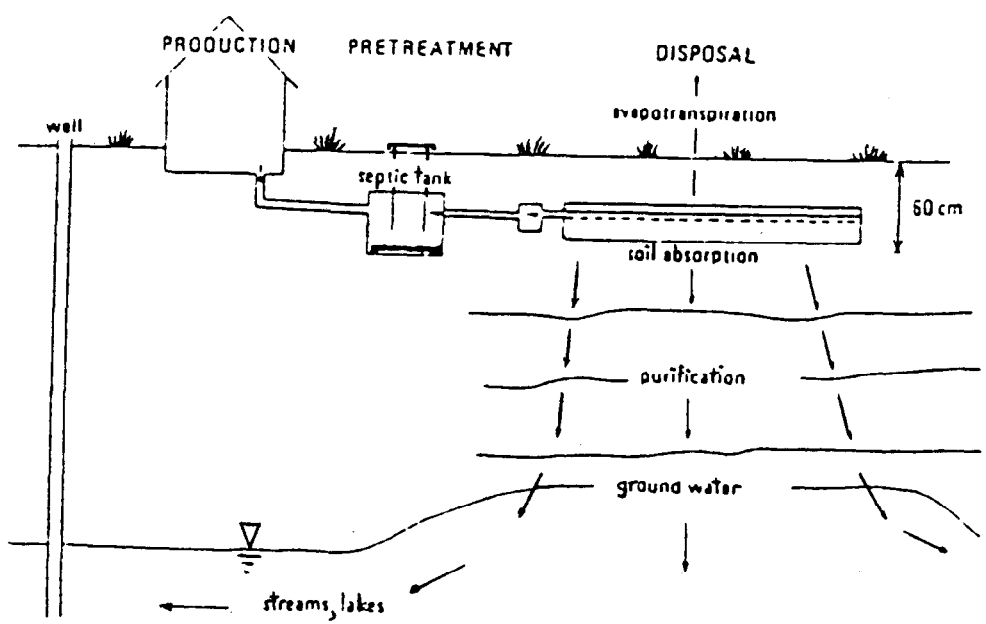 PRODUCTION
PRETREATMENT
DISPOSAL
evapotranspiration
well
septic tank
60 cm
soil absorption
purification
ground water
streams, lakes